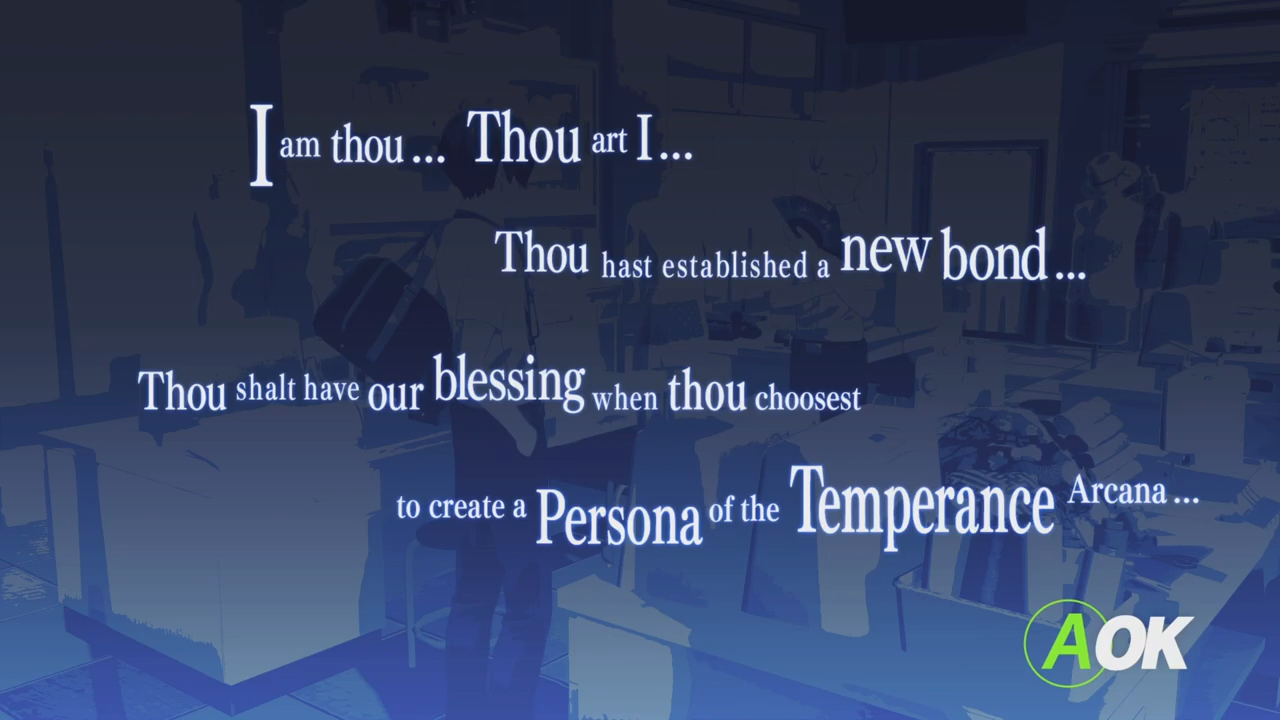 I am thou... Thou art I...
Thou hast established a new bond...
Thou shalt have our blessing when thou choosest
to create a Persona of the Temperance Arcana...
A OK